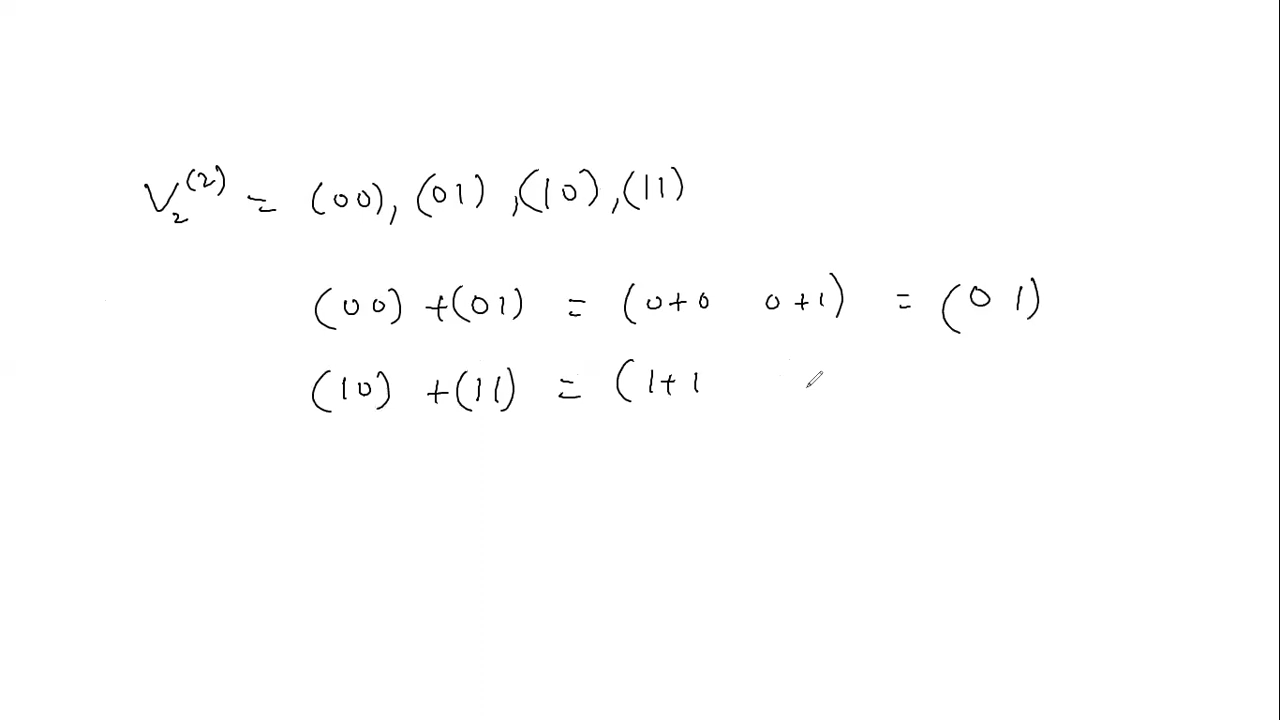 V₂⁽²⁾ = (00), (01), (10), (11)
(00) + (01) = (0+0 0+1) = (0 1)
(10) + (11) = (1+1